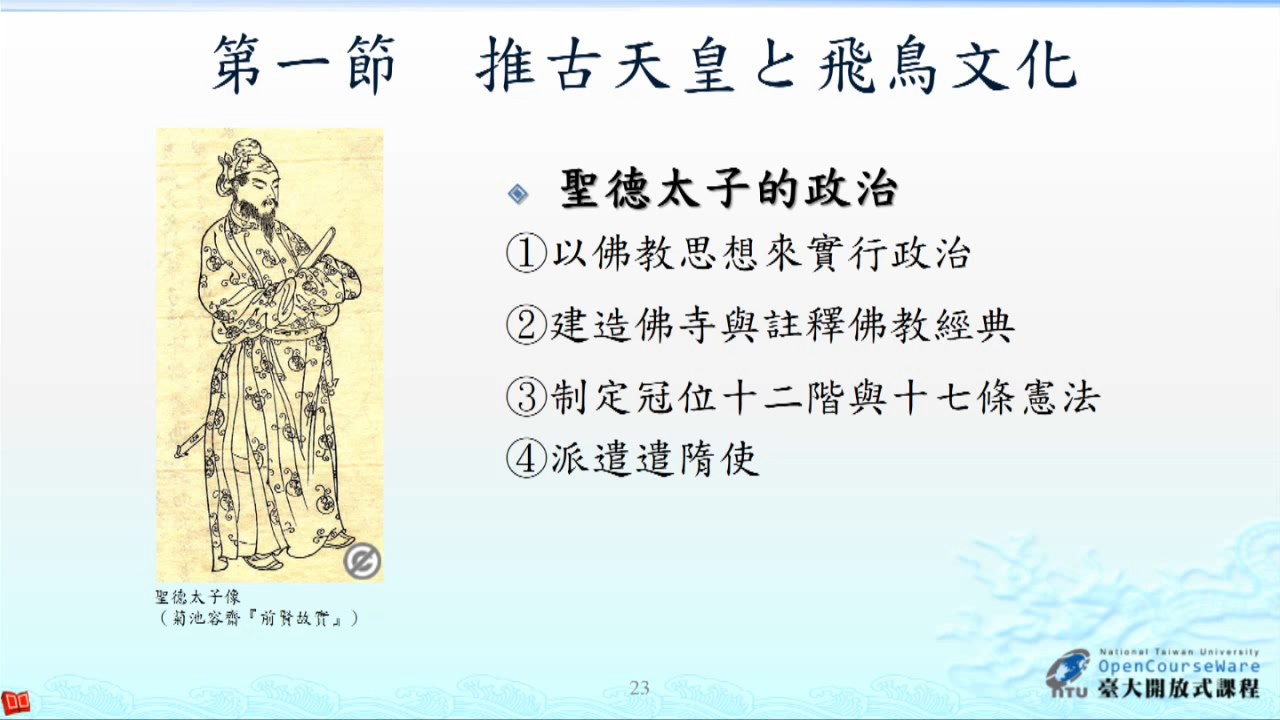 第一節　推古天皇と飛鳥文化
聖德太子的政治
①以佛教思想來實行政治
②建造佛寺與註釋佛教經典
③制定冠位十二階與十七條憲法
④派遣遣隋使
聖德太子像
（菊池容齋『前賢故實』）
23
National Taiwan University
OpenCourseWare
NTU 臺大開放式課程